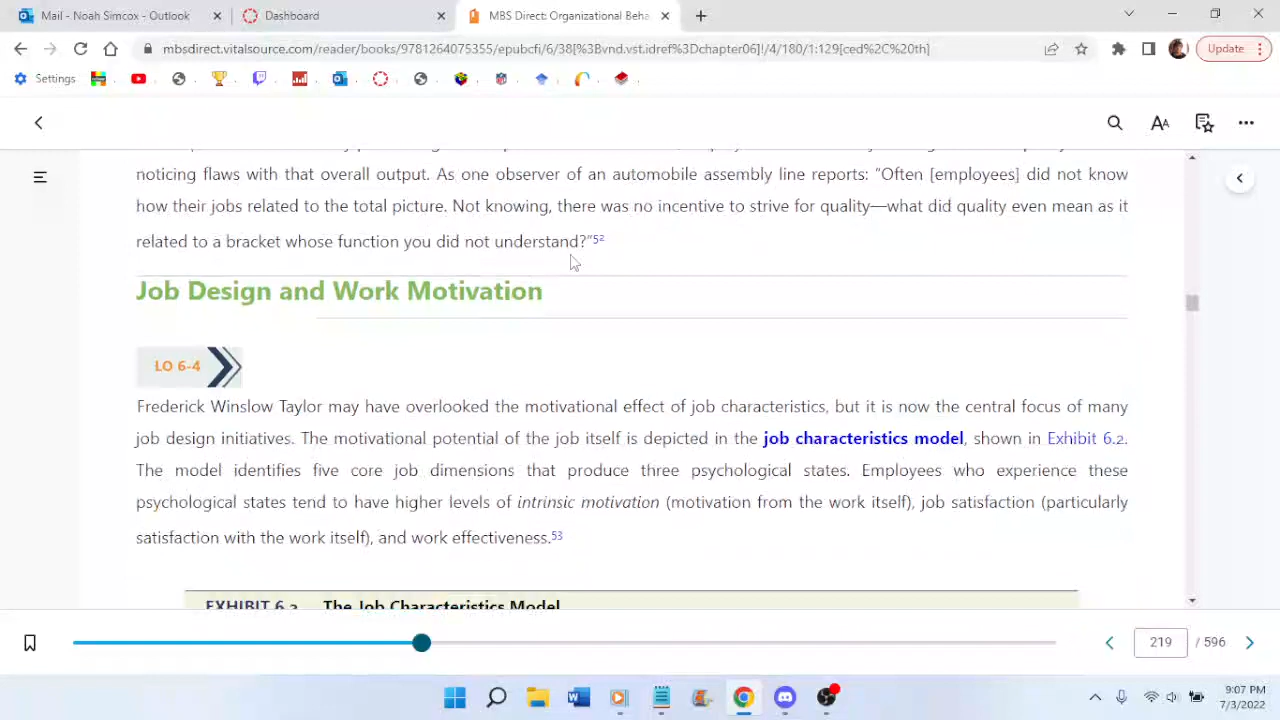 Mail - Noah Simcox - Outlook
Dashboard
MBS Direct: Organizational Beha
mbsdirect.vitalsource.com/reader/books/9781264075355/epubcfi/6/38[%3Bvnd.vst.idref%3Dchapter06]!/4/180/1:129[ced%2C%20th]
Update
Settings
noticing flaws with that overall output. As one observer of an automobile assembly line reports: “Often [employees] did not know
how their jobs related to the total picture. Not knowing, there was no incentive to strive for quality—what did quality even mean as it
related to a bracket whose function you did not understand?”52
Job Design and Work Motivation
LO 6-4
Frederick Winslow Taylor may have overlooked the motivational effect of job characteristics, but it is now the central focus of many
job design initiatives. The motivational potential of the job itself is depicted in the job characteristics model, shown in Exhibit 6.2.
The model identifies five core job dimensions that produce three psychological states. Employees who experience these
psychological states tend to have higher levels of intrinsic motivation (motivation from the work itself), job satisfaction (particularly
satisfaction with the work itself), and work effectiveness.53
EXHIBIT 6.2 The Job Characteristics Model
219 / 596
9:07 PM
7/3/2022